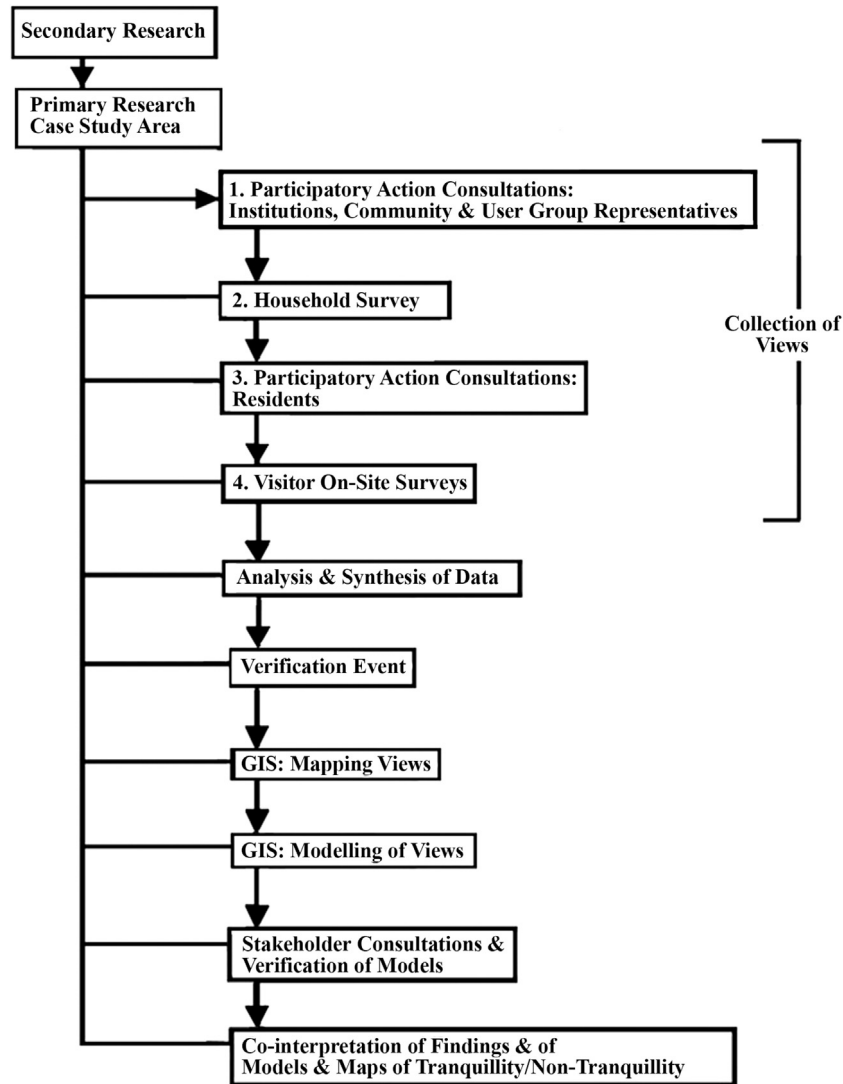 Secondary Research
Primary Research
Case Study Area
1. Participatory Action Consultations:
Institutions, Community & User Group Representatives
2. Household Survey
3. Participatory Action Consultations:
Residents
4. Visitor On-Site Surveys
Collection of
Views
Analysis & Synthesis of Data
Verification Event
GIS: Mapping Views
GIS: Modelling of Views
Stakeholder Consultations &
Verification of Models
Co-interpretation of Findings & of
Models & Maps of Tranquillity/Non-Tranquillity